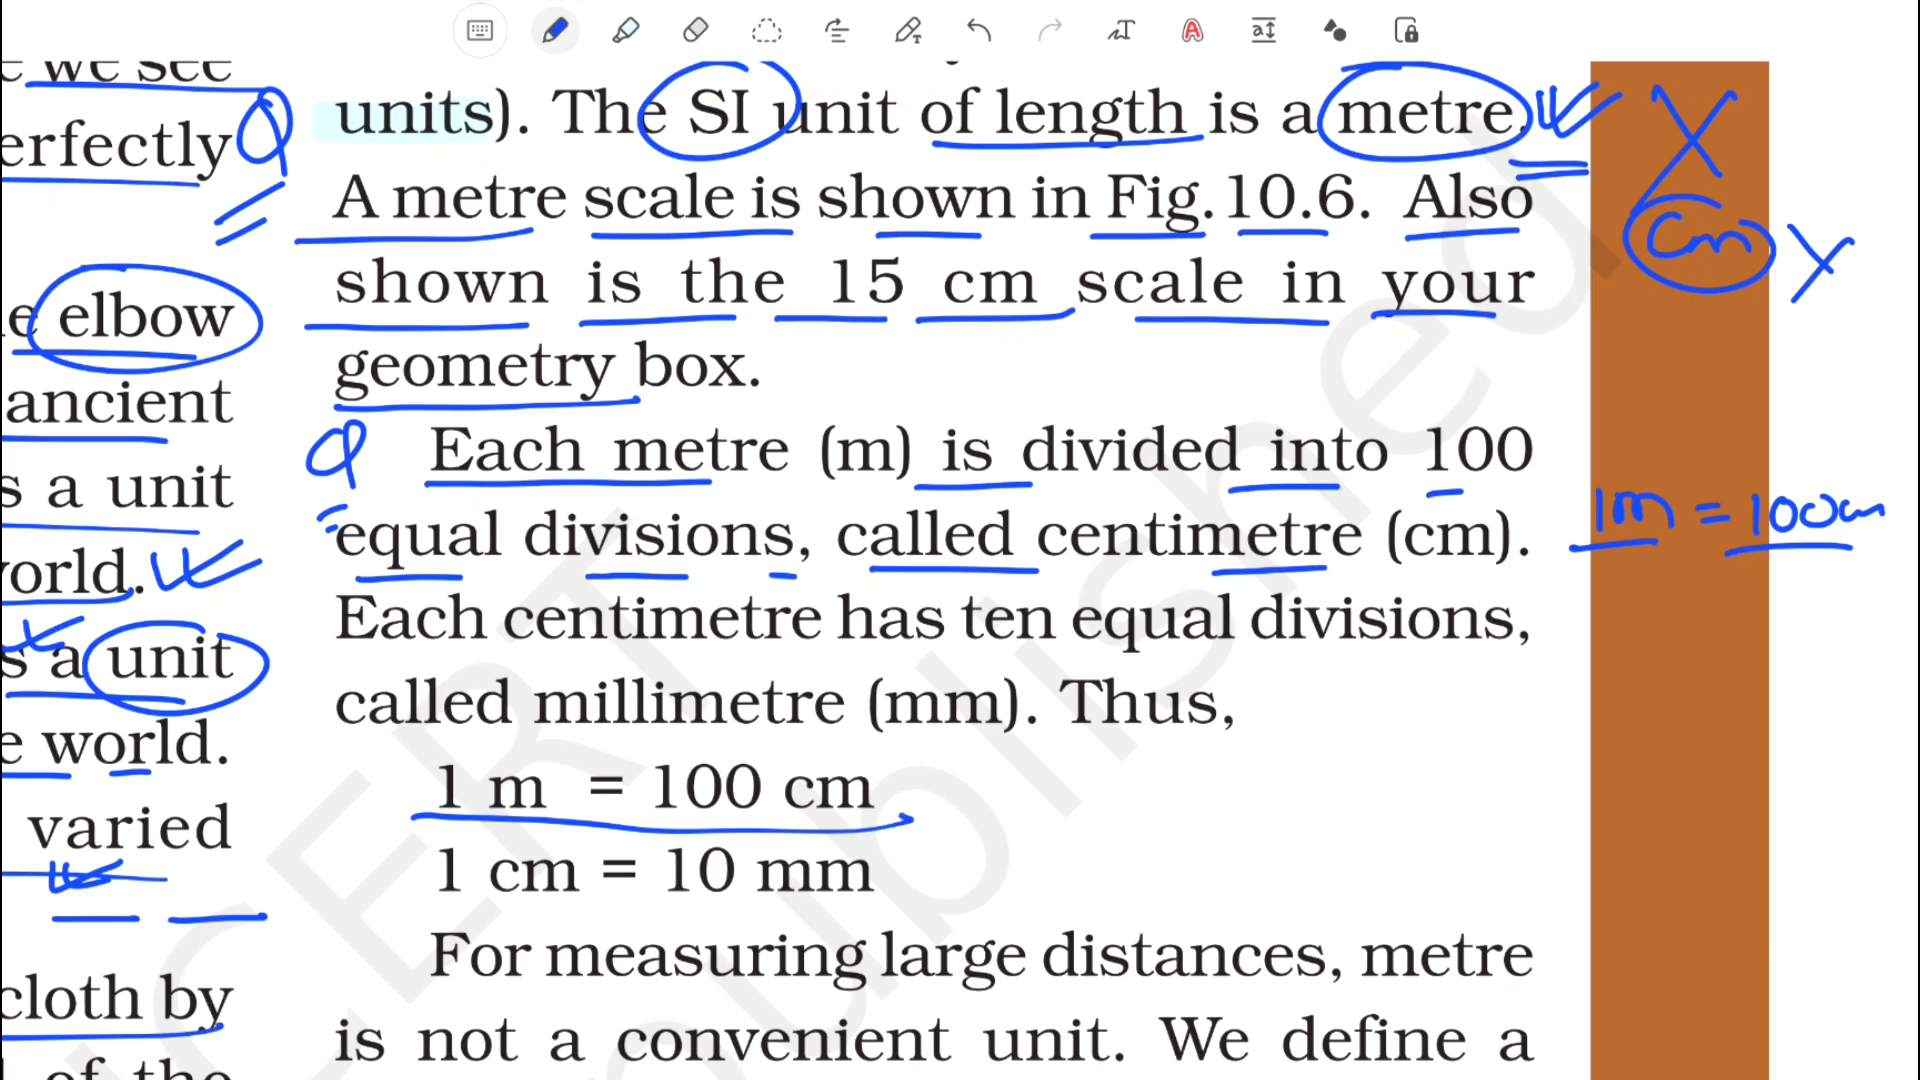 e we see
erfectly
e elbow
ancient
s a unit
orld.
s a unit
e world.
varied
cloth by
of the
units). The SI unit of length is a metre.
A metre scale is shown in Fig.10.6. Also
shown is the 15 cm scale in your
geometry box.
Each metre (m) is divided into 100
equal divisions, called centimetre (cm).
Each centimetre has ten equal divisions,
called millimetre (mm). Thus,
1 m = 100 cm
1 cm = 10 mm
For measuring large distances, metre
is not a convenient unit. We define a
cm
1m = 100cm